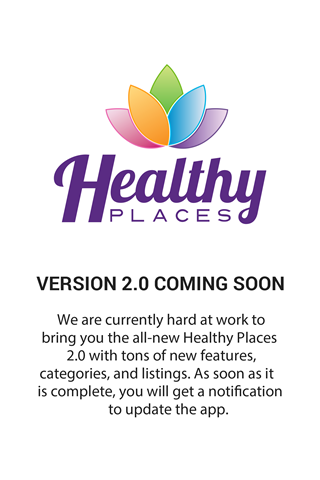 Healthy
PLACES
VERSION 2.0 COMING SOON
We are currently hard at work to
bring you the all-new Healthy Places
2.0 with tons of new features,
categories, and listings. As soon as it
is complete, you will get a notification
to update the app.